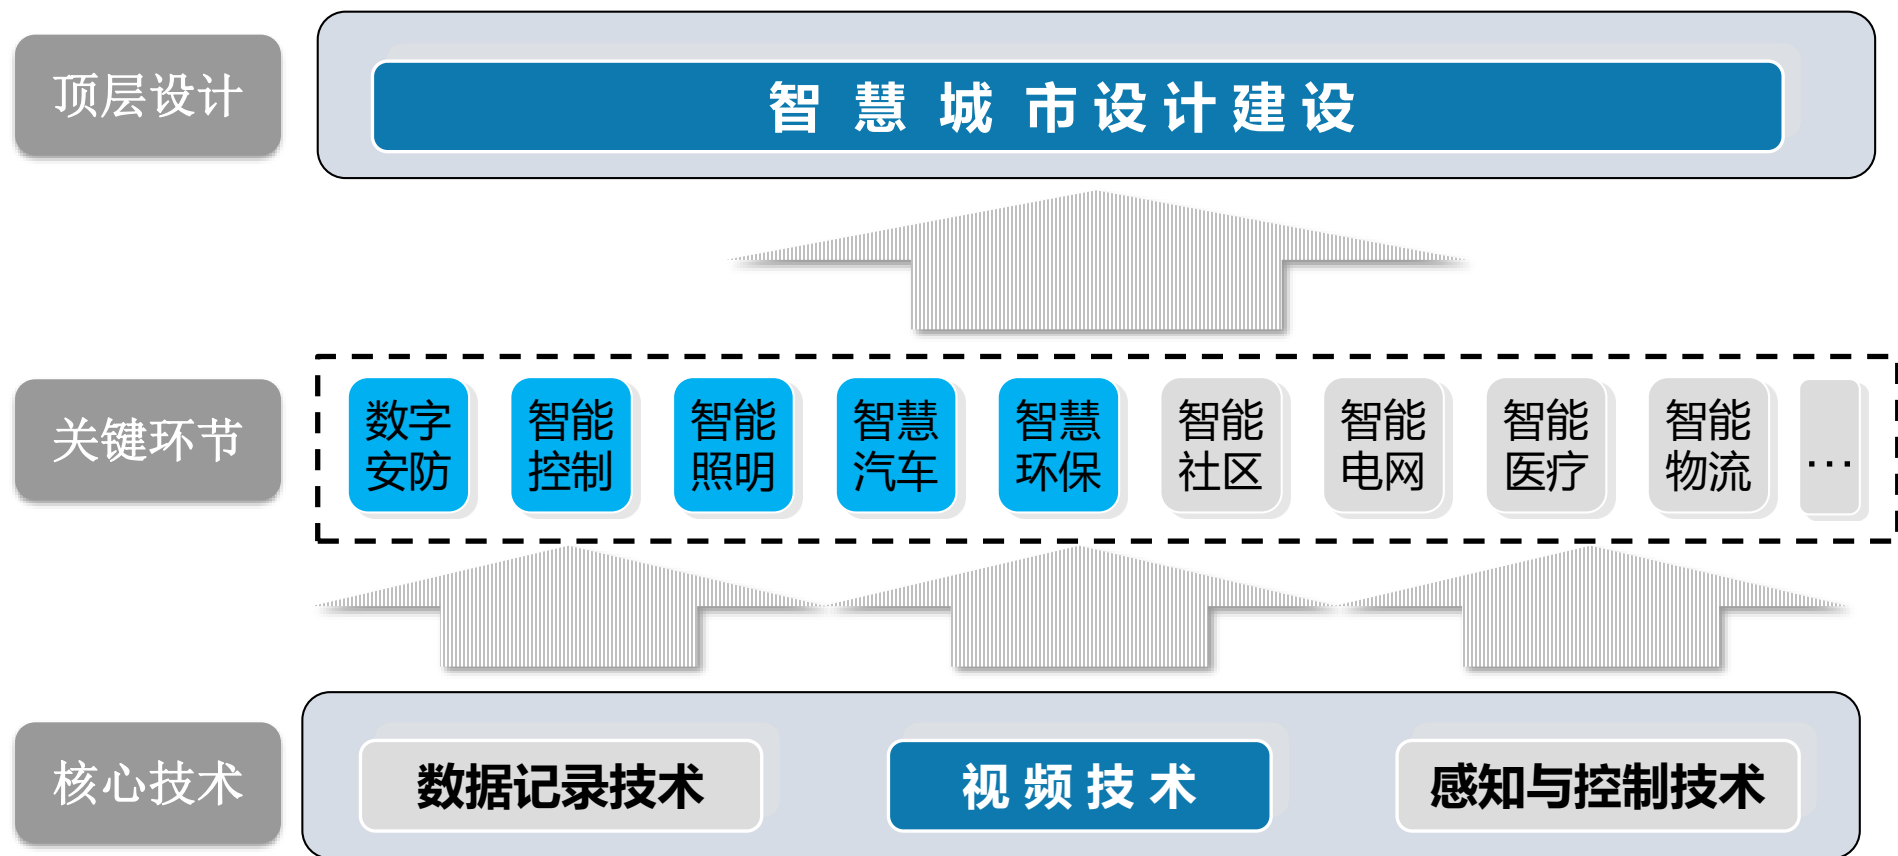 顶层设计
智慧城市设计建设
关键环节
数字
安防
智能
控制
智能
照明
智慧
汽车
智慧
环保
智能
社区
智能
电网
智能
医疗
智能
物流
...
核心技术
数据记录技术
视频技术
感知与控制技术